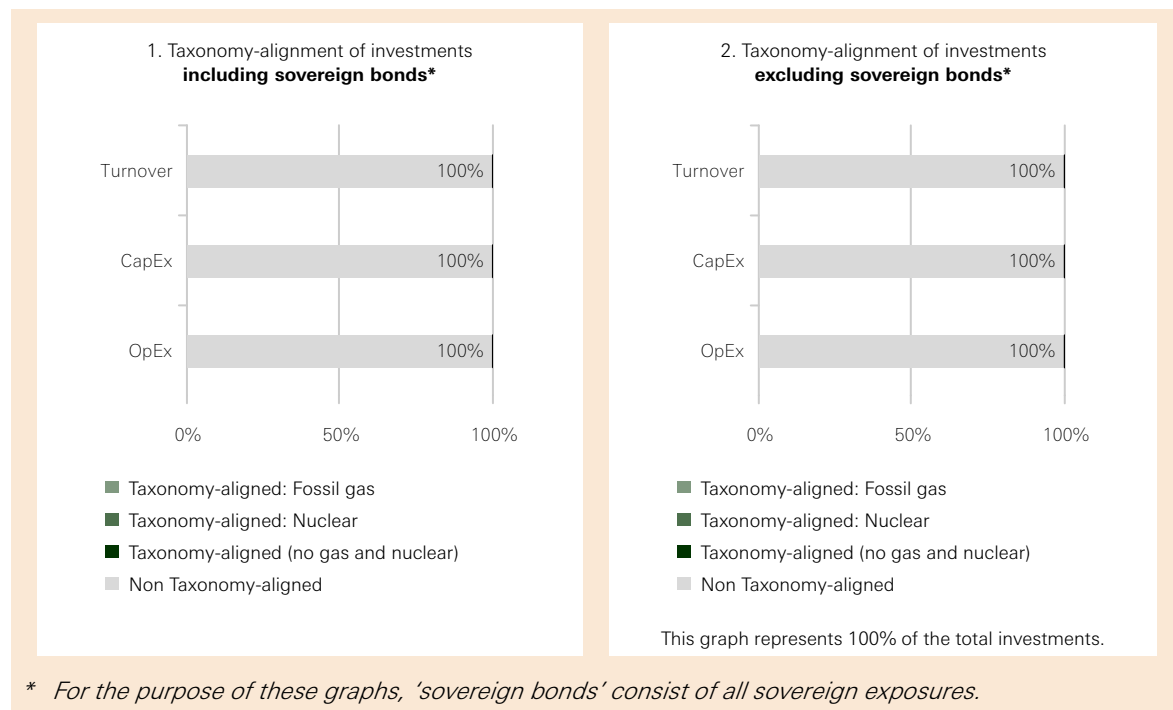 1. Taxonomy-alignment of investments
including sovereign bonds*
Turnover
100%
CapEx
100%
OpEx
100%
0%
50%
100%
Taxonomy-aligned: Fossil gas
Taxonomy-aligned: Nuclear
Taxonomy-aligned (no gas and nuclear)
Non Taxonomy-aligned
2. Taxonomy-alignment of investments
excluding sovereign bonds*
Turnover
100%
CapEx
100%
OpEx
100%
0%
50%
100%
Taxonomy-aligned: Fossil gas
Taxonomy-aligned: Nuclear
Taxonomy-aligned (no gas and nuclear)
Non Taxonomy-aligned
This graph represents 100% of the total investments.
* For the purpose of these graphs, ‘sovereign bonds’ consist of all sovereign exposures.